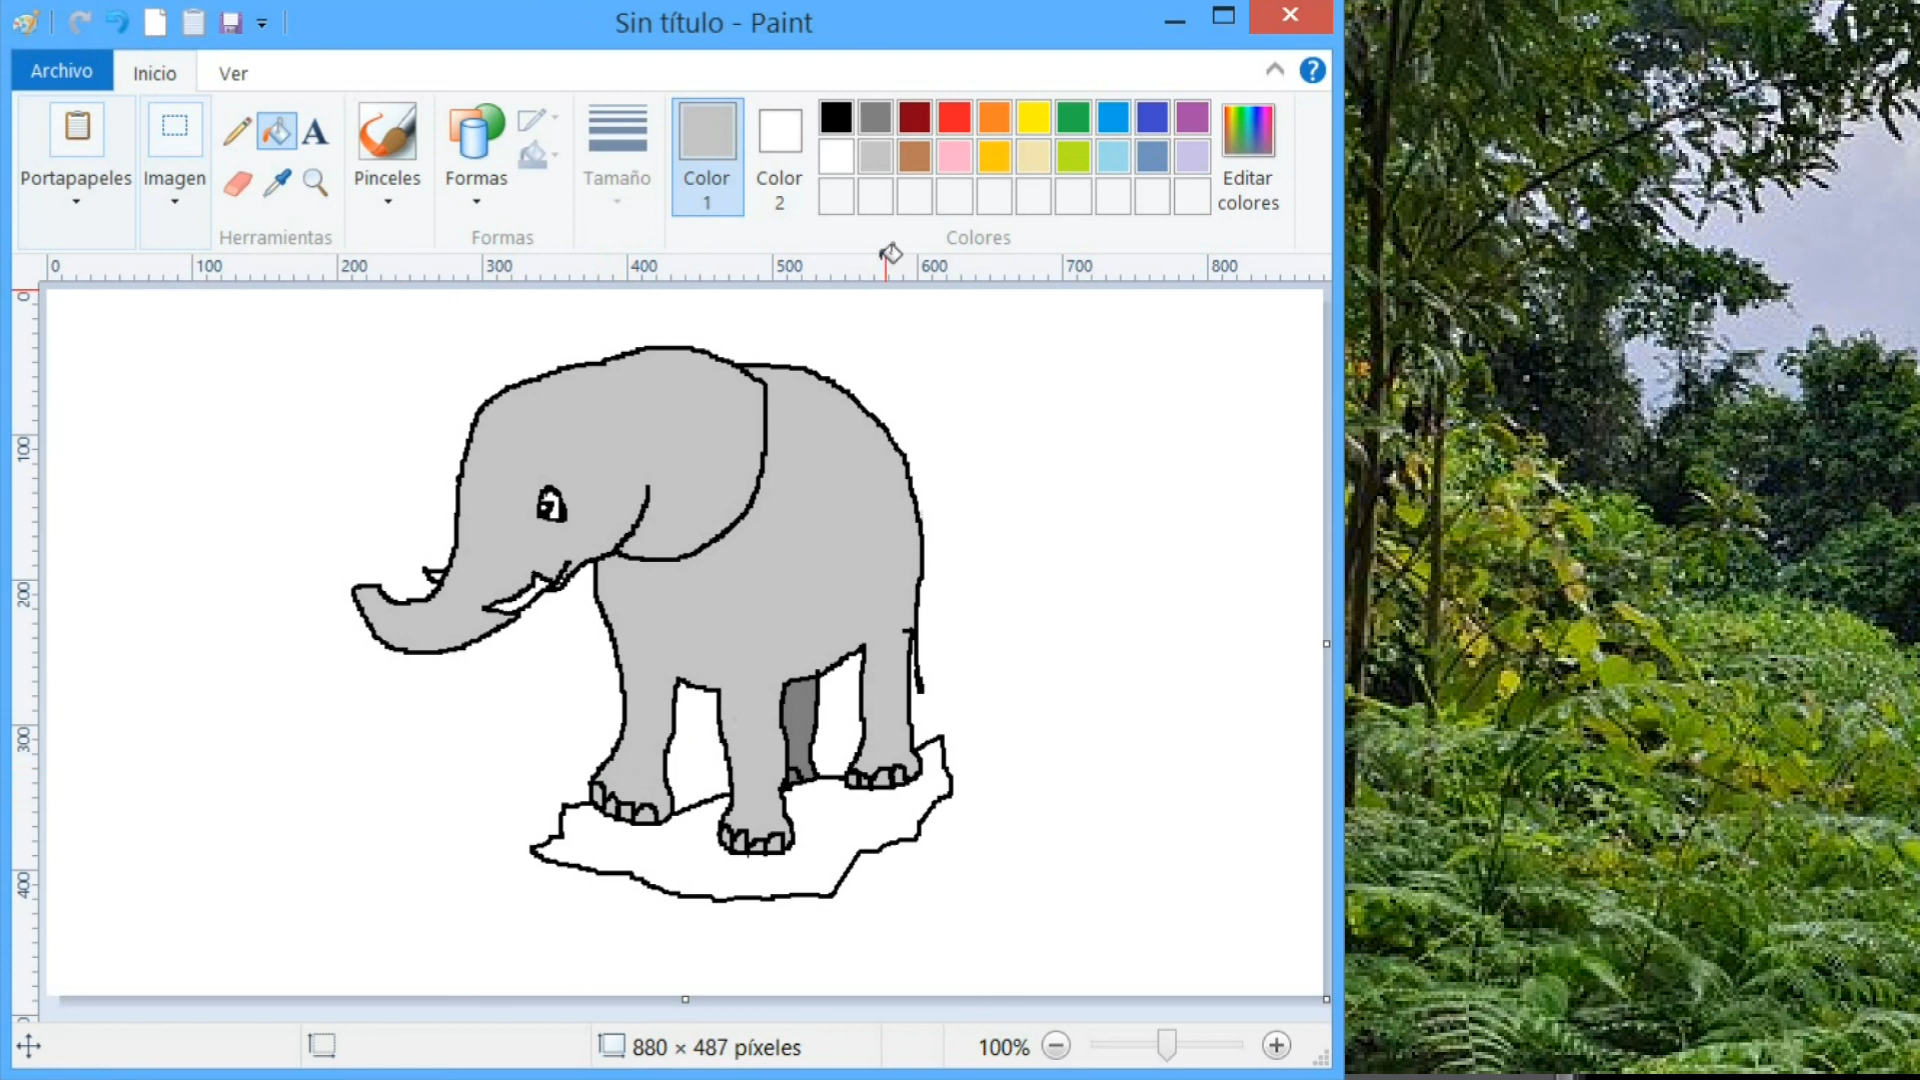 Sin título - Paint
Archivo Inicio Ver
Portapapeles Imagen Pinceles Formas Tamaño Color 1 Color 2 Editar colores
Herramientas Formas Colores
0 100 200 300 400 500 600 700 800
0
100
200
300
400
880 × 487 píxeles 100%